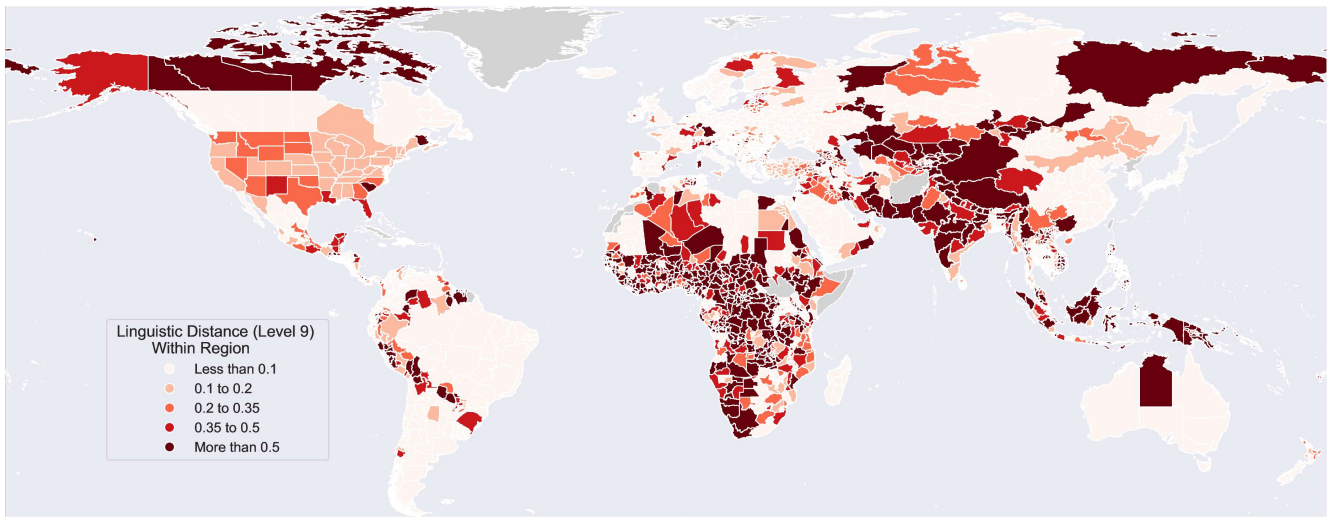 Linguistic Distance (Level 9)
Within Region
Less than 0.1
0.1 to 0.2
0.2 to 0.35
0.35 to 0.5
More than 0.5